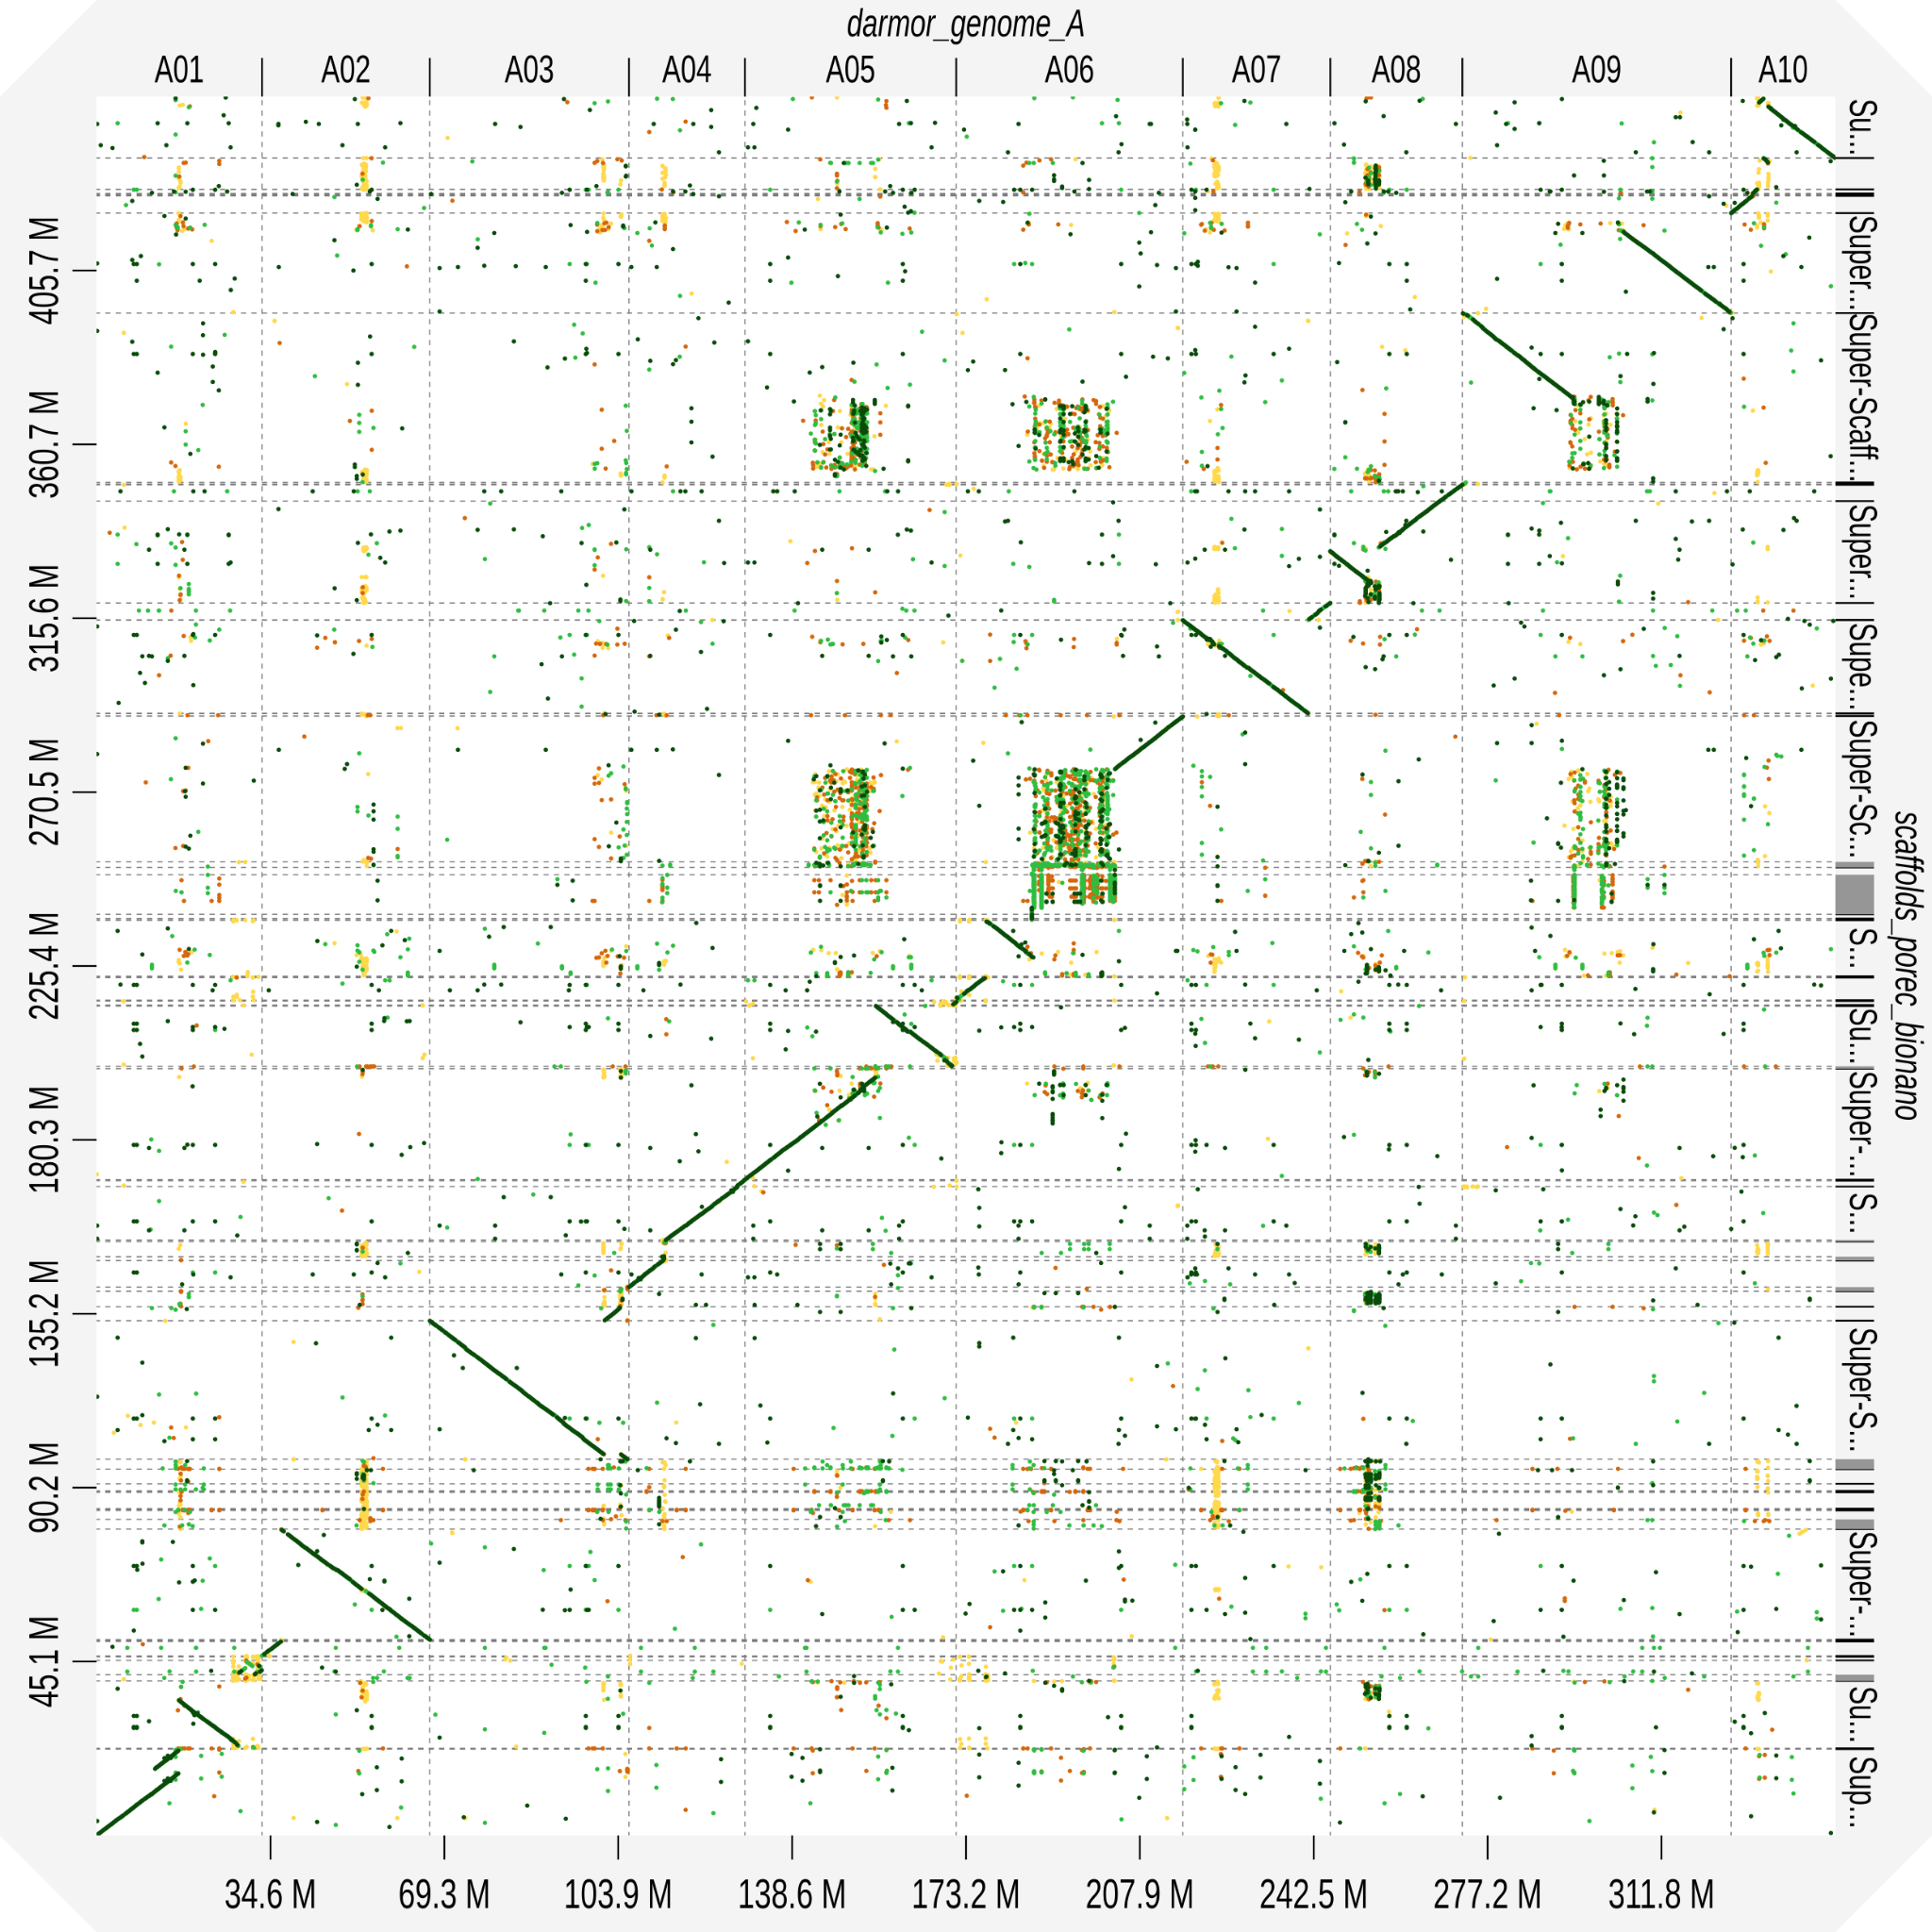 darmor_genome_A
A01 A02 A03 A04 A05 A06 A07 A08 A09 A10
405.7 M
360.7 M
315.6 M
270.5 M
225.4 M
180.3 M
135.2 M
90.2 M
45.1 M
Su...
Super...
Super-Scaff...
Super...
Supe...
Super-Sc...
S...
Su...
Super-...
S...
Super-S...
Super-...
Su...
Sup...
scaffolds_porec_bionano
34.6 M 69.3 M 103.9 M 138.6 M 173.2 M 207.9 M 242.5 M 277.2 M 311.8 M